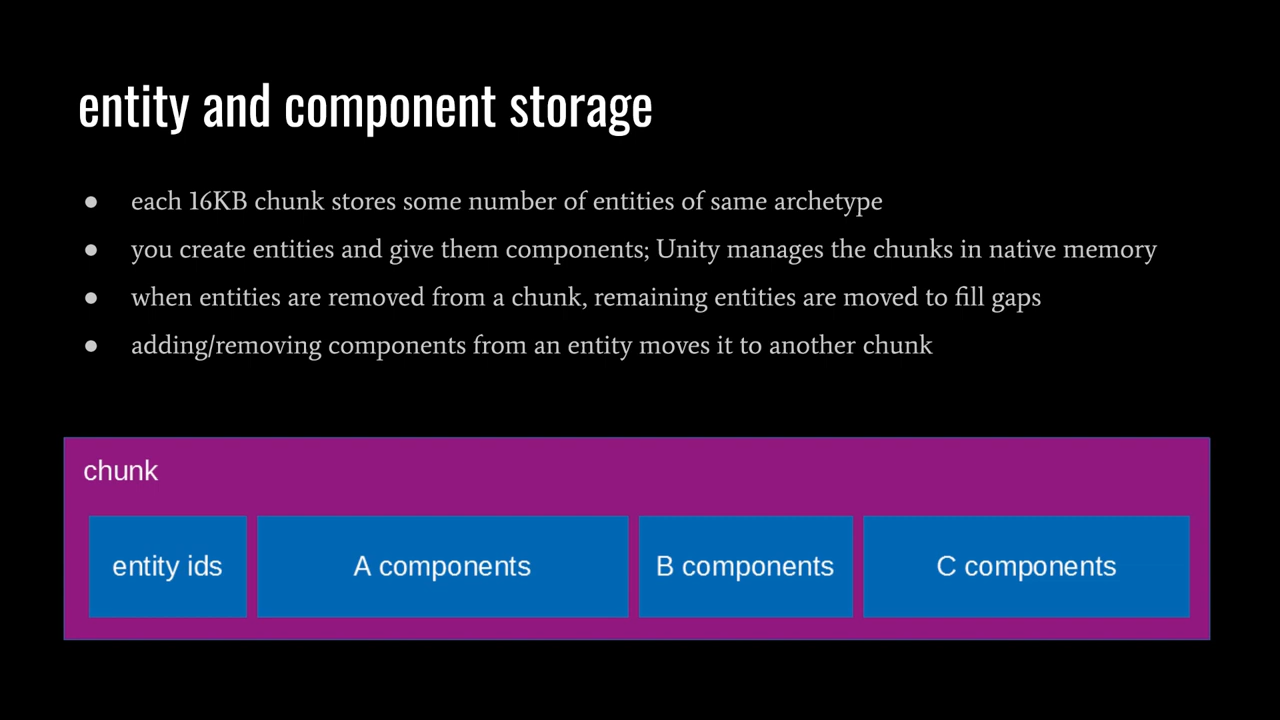 entity and component storage
● each 16KB chunk stores some number of entities of same archetype
● you create entities and give them components; Unity manages the chunks in native memory
● when entities are removed from a chunk, remaining entities are moved to fill gaps
● adding/removing components from an entity moves it to another chunk
chunk
entity ids
A components
B components
C components